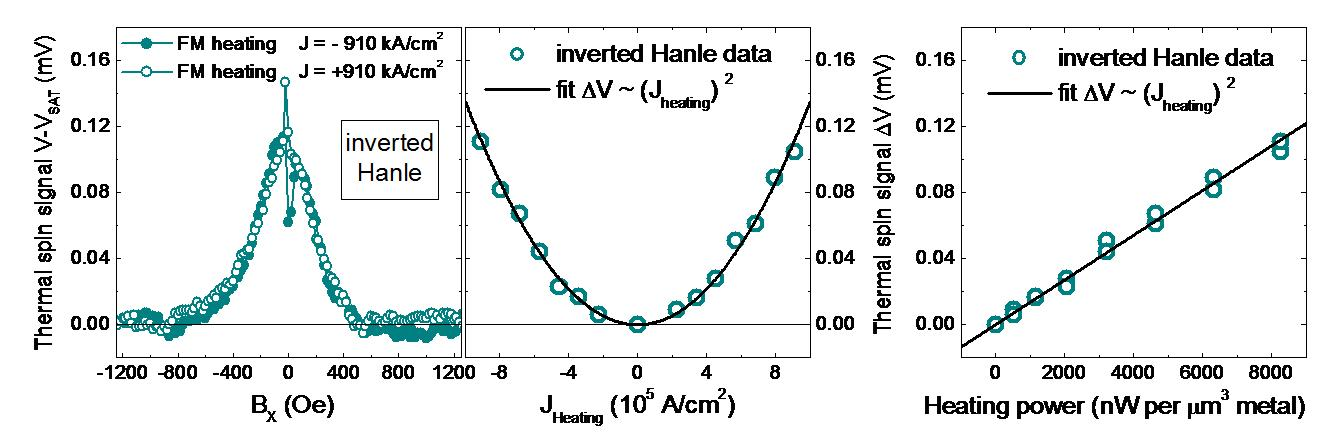 Thermal spin signal V-V_SAT (mV)
0.16
0.12
0.08
0.04
0.00
FM heating J = - 910 kA/cm²
FM heating J = +910 kA/cm²
inverted
Hanle
-1200 -800 -400 0 400 800 1200
B_X (Oe)
inverted Hanle data
fit ΔV ~ (J_heating) ²
-8 -4 0 4 8
J_Heating (10⁵ A/cm²)
0.16
0.12
0.08
0.04
0.00
Thermal spin signal ΔV (mV)
0.16
0.12
0.08
0.04
0.00
inverted Hanle data
fit ΔV ~ (J_heating) ²
0 2000 4000 6000 8000
Heating power (nW per μm³ metal)